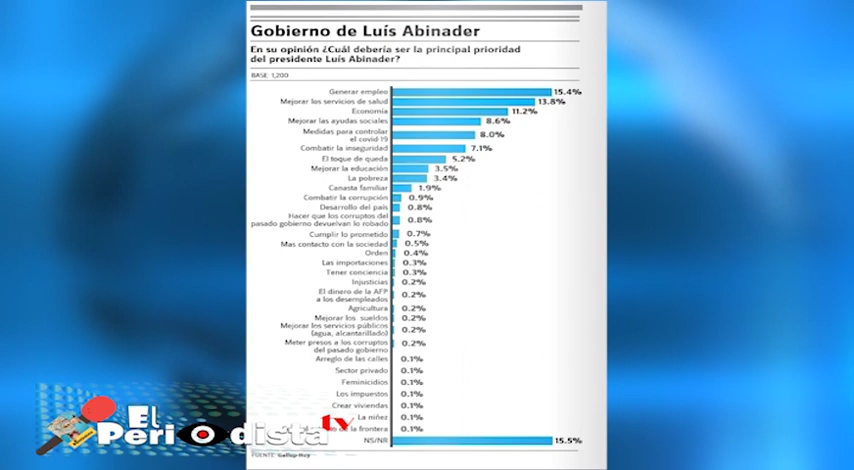 Gobierno de Luís Abinader
En su opinión ¿Cuál debería ser la principal prioridad
del presidente Luís Abinader?
BASE: 1,200
Generar empleo 15.4%
Mejorar los servicios de salud 13.8%
Economía 11.2%
Mejorar las ayudas sociales 8.6%
Medidas para controlar
el covid 19 8.0%
Combatir la inseguridad 7.1%
El toque de queda 5.2%
Mejorar la educación 3.5%
La pobreza 3.4%
Canasta familiar 1.9%
Combatir la corrupción 0.9%
Desarrollo del país 0.8%
Hacer que los corruptos del
pasado gobierno devuelvan lo robado 0.8%
Cumplir lo prometido 0.7%
Mas contacto con la sociedad 0.5%
Orden 0.4%
Las importaciones 0.3%
Tener conciencia 0.3%
Injusticias 0.2%
El dinero de la AFP
a los desempleados 0.2%
Agricultura 0.2%
Mejorar los sueldos 0.2%
Mejorar los servicios públicos
(agua, alcantarillado) 0.2%
Meter presos a los corruptos
del pasado gobierno 0.2%
Arreglo de las calles 0.1%
Sector privado 0.1%
Feminicidios 0.1%
Los impuestos 0.1%
Crear viviendas 0.1%
La niñez 0.1%
de la frontera 0.1%
NS/NR 15.5%
FUENTE: Gallup-Hoy
El
Periodista
tv